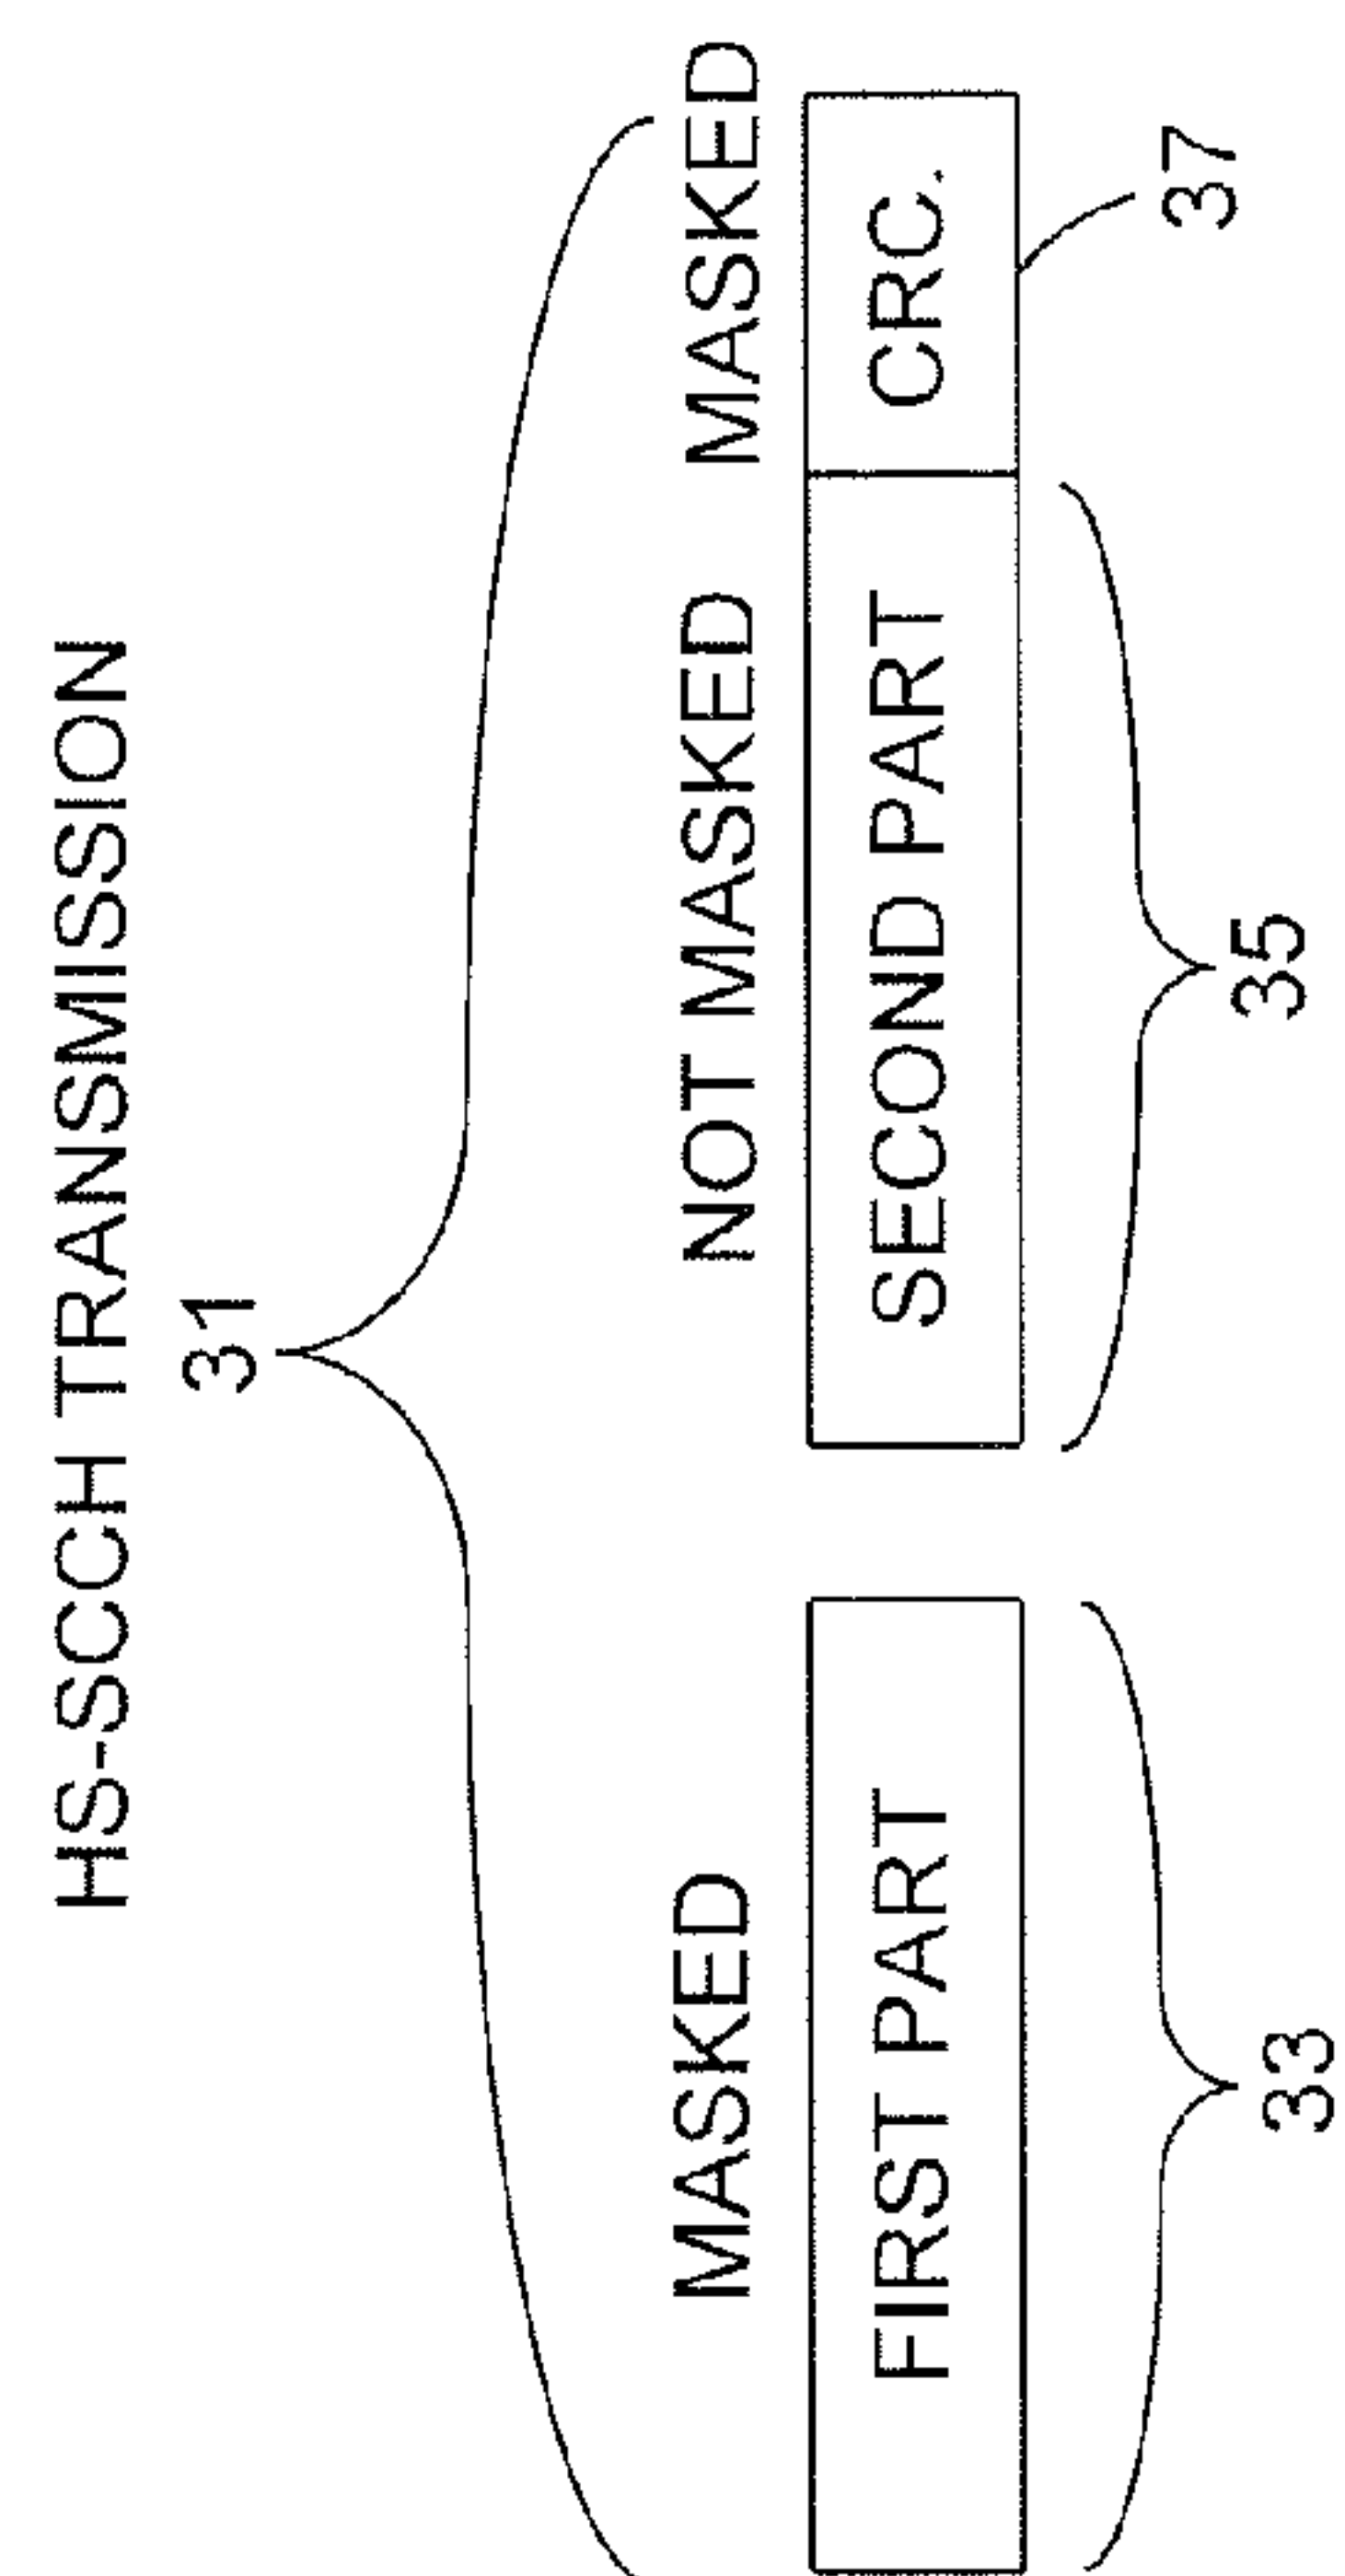 HS-SCCH TRANSMISSION
31
MASKED NOT MASKED MASKED
FIRST PART SECOND PART CRC.
33 35 37